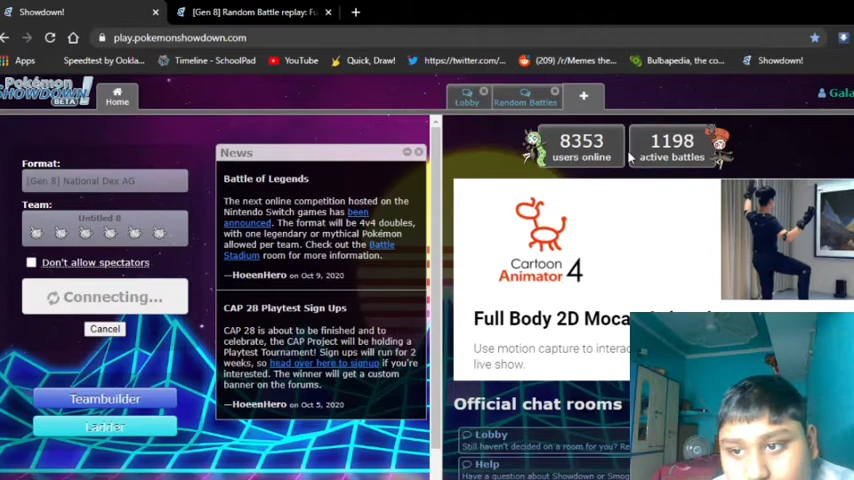 Showdown!
[Gen 8] Random Battle replay: Fu
play.pokemonshowdown.com
Apps
Speedtest by Ookla...
Timeline - SchoolPad
YouTube
Quick, Draw!
https://twitter.com/...
(209) /r/Memes the...
Bulbapedia, the co...
Showdown!
Pokémon
SHOWDOWN!
BETA
Home
Lobby
Random Battles
Gala
8353
users online
1198
active battles
Format:
[Gen 8] National Dex AG
Team:
Untitled 8
Don't allow spectators
Connecting...
Cancel
Teambuilder
Ladder
News
Battle of Legends
The next online competition hosted on the
Nintendo Switch games has been
announced. The format will be 4v4 doubles,
with one legendary or mythical Pokémon
allowed per team. Check out the Battle
Stadium room for more information.
—HoeenHero on Oct 9, 2020
CAP 28 Playtest Sign Ups
CAP 28 is about to be finished and to
celebrate, the CAP Project will be holding a
Playtest Tournament! Sign ups will run for 2
weeks, so head over here to signup if you're
interested. The winner will get a custom
banner on the forums.
—HoeenHero on Oct 5, 2020
Cartoon
Animator 4
Full Body 2D Moca
Use motion capture to interac
live show.
Official chat rooms
Lobby
Still haven't decided on a room for you? Re
Help
Have a question about Showdown or Smog